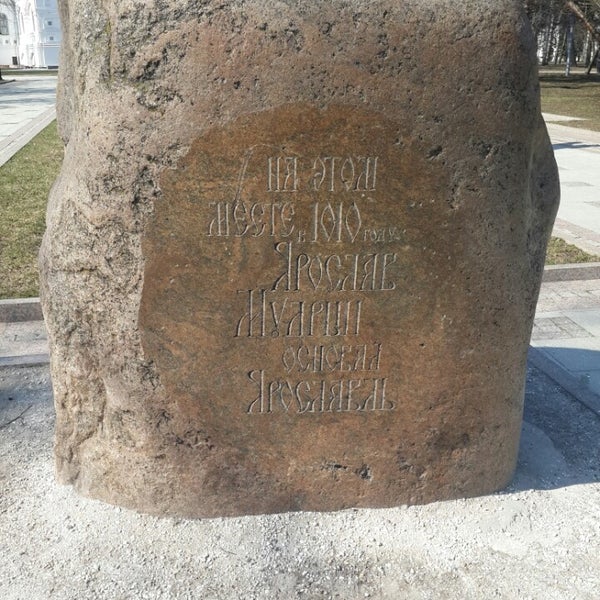 на этом
месте в 1010 году
Ярослав
Мудрый
основал
Ярославль